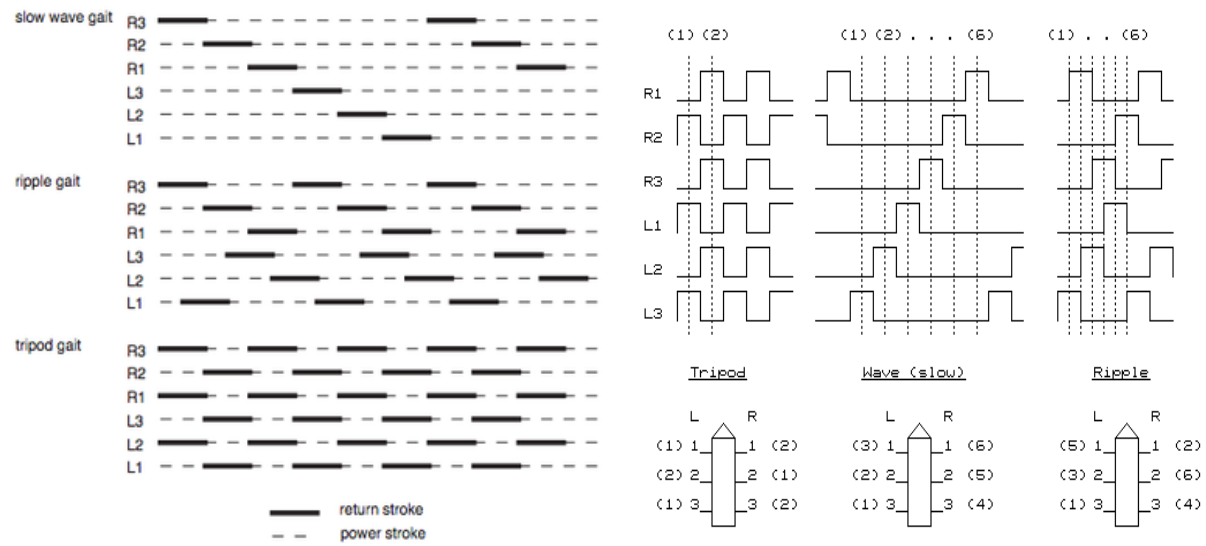 slow wave gait
R3
R2
R1
L3
L2
L1
ripple gait
R3
R2
R1
L3
L2
L1
tripod gait
R3
R2
R1
L3
L2
L1
return stroke
power stroke
(1) (2) (1) (2) . . . (6) (1) . . (6)
R1
R2
R3
L1
L2
L3
Tripod Wave (slow) Ripple
L R L R L R
(1) 1 1 (2) (3) 1 1 (6) (5) 1 1 (2)
(2) 2 2 (1) (2) 2 2 (5) (3) 2 2 (6)
(1) 3 3 (2) (1) 3 3 (4) (1) 3 3 (4)